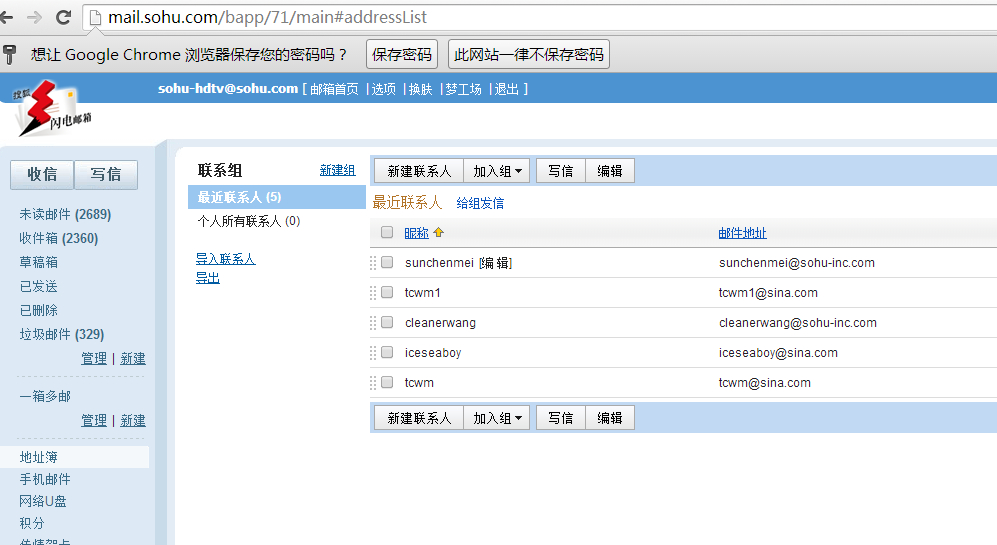 mail.sohu.com/bapp/71/main#addressList
想让 Google Chrome 浏览器保存您的密码吗？ 保存密码 此网站一律不保存密码
搜狐
闪电邮箱
sohu-hdtv@sohu.com [ 邮箱首页 | 选项 | 换肤 | 梦工场 | 退出 ]
收信 写信
未读邮件 (2689)
收件箱 (2360)
草稿箱
已发送
已删除
垃圾邮件 (329)
管理 | 新建
一箱多邮
管理 | 新建
地址簿
手机邮件
网络U盘
积分
传情贺卡
联系组 新建组
最近联系人 (5)
个人所有联系人 (0)
导入联系人
导出
新建联系人 加入组 写信 编辑
最近联系人 给组发信
昵称 邮件地址
sunchenmei [编 辑] sunchenmei@sohu-inc.com
tcwm1 tcwm1@sina.com
cleanerwang cleanerwang@sohu-inc.com
iceseaboy iceseaboy@sina.com
tcwm tcwm@sina.com
新建联系人 加入组 写信 编辑